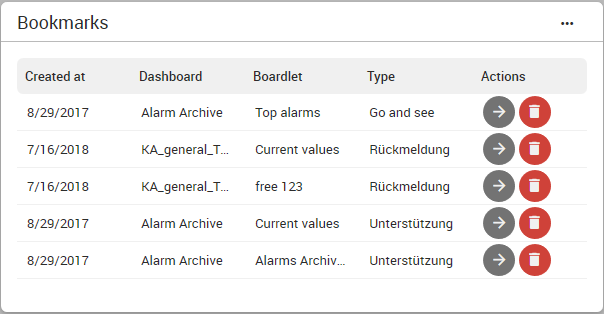 Bookmarks
Created at Dashboard Boardlet Type Actions
8/29/2017 Alarm Archive Top alarms Go and see
7/16/2018 KA_general_T... Current values Rückmeldung
7/16/2018 KA_general_T... free 123 Rückmeldung
8/29/2017 Alarm Archive Current values Unterstützung
8/29/2017 Alarm Archive Alarms Archiv... Unterstützung